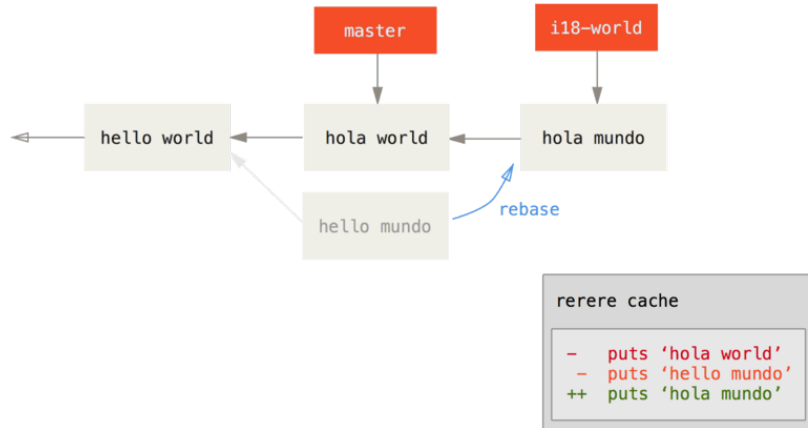 master
i18-world
hello world
hola world
hola mundo
hello mundo
rebase
rerere cache
- puts ‘hola world’
- puts ‘hello mundo’
++ puts ‘hola mundo’